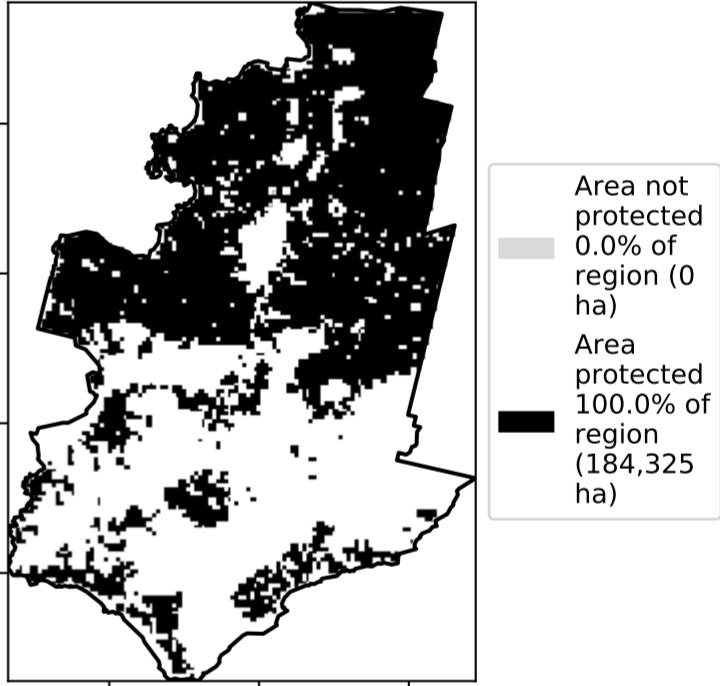 Area not
protected
0.0% of
region (0
ha)
Area
protected
100.0% of
region
(184,325
ha)